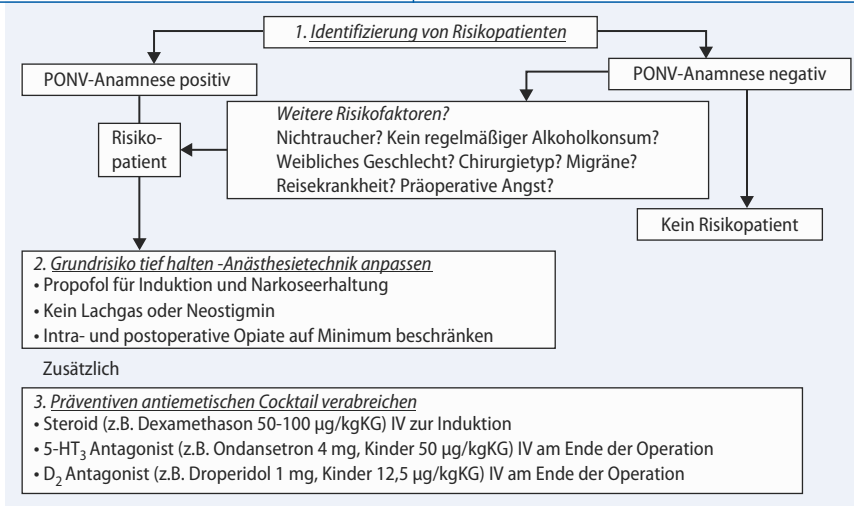 1. Identifizierung von Risikopatienten
PONV-Anamnese positiv
PONV-Anamnese negativ
Weitere Risikofaktoren?
Nichtraucher? Kein regelmäßiger Alkoholkonsum?
Weibliches Geschlecht? Chirurgietyp? Migräne?
Reisekrankheit? Präoperative Angst?
Risiko-
patient
Kein Risikopatient
2. Grundrisiko tief halten -Anästhesietechnik anpassen
• Propofol für Induktion und Narkoseerhaltung
• Kein Lachgas oder Neostigmin
• Intra- und postoperative Opiate auf Minimum beschränken
Zusätzlich
3. Präventiven antiemetischen Cocktail verabreichen
• Steroid (z.B. Dexamethason 50-100 µg/kgKG) IV zur Induktion
• 5-HT₃ Antagonist (z.B. Ondansetron 4 mg, Kinder 50 µg/kgKG) IV am Ende der Operation
• D₂ Antagonist (z.B. Droperidol 1 mg, Kinder 12,5 µg/kgKG) IV am Ende der Operation